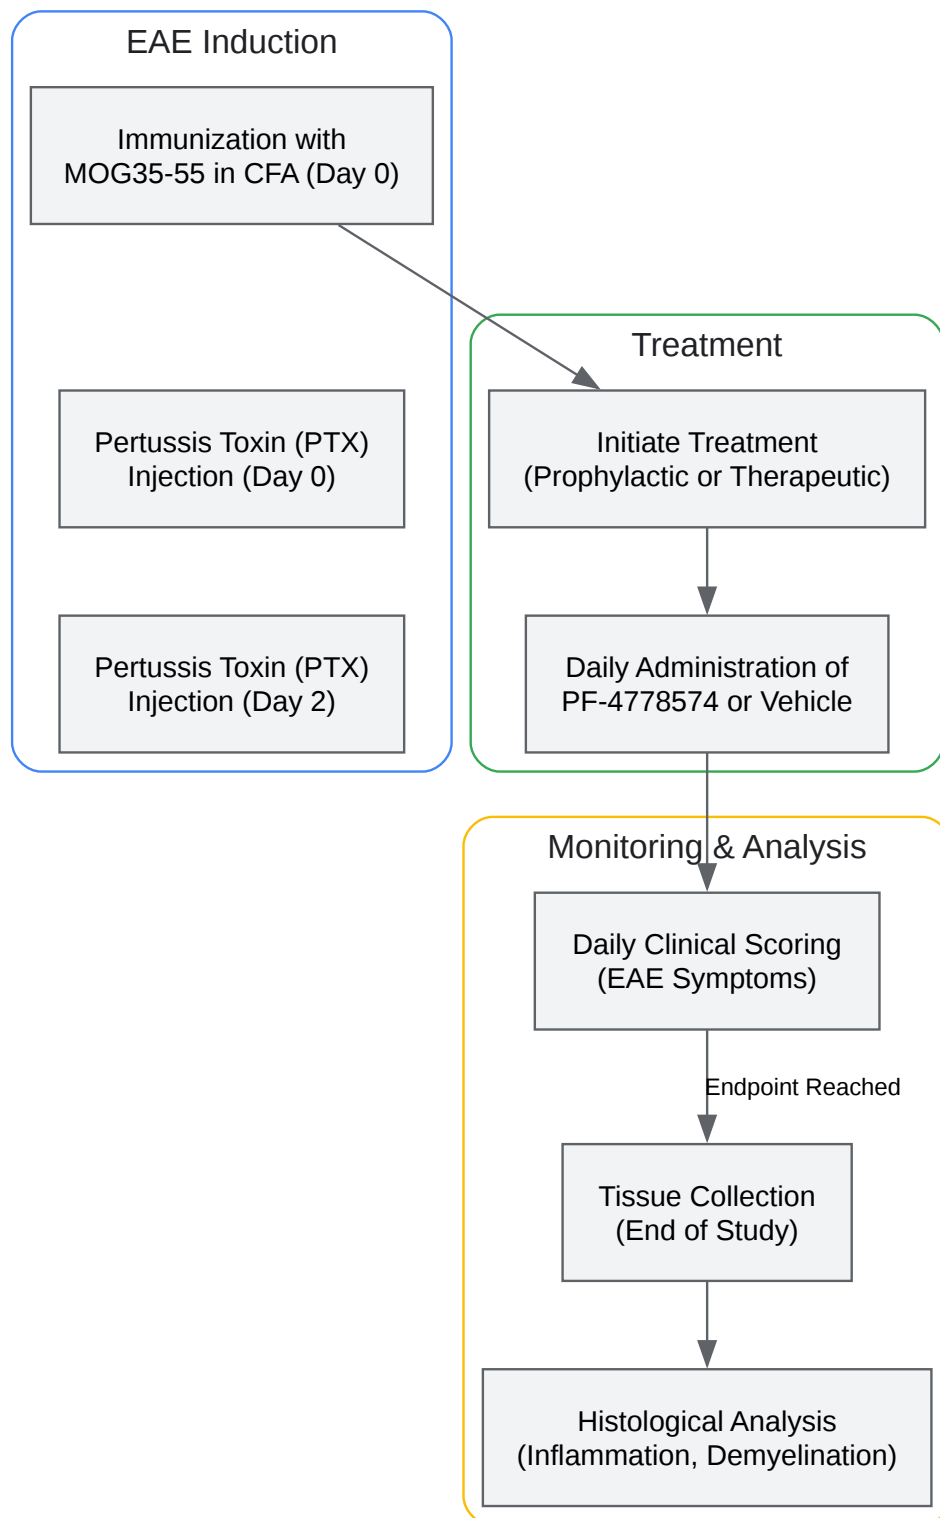 EAE Induction
Immunization with
MOG35-55 in CFA (Day 0)
Pertussis Toxin (PTX)
Injection (Day 0)
Pertussis Toxin (PTX)
Injection (Day 2)
Treatment
Initiate Treatment
(Prophylactic or Therapeutic)
Daily Administration of
PF-4778574 or Vehicle
Monitoring & Analysis
Daily Clinical Scoring
(EAE Symptoms)
Endpoint Reached
Tissue Collection
(End of Study)
Histological Analysis
(Inflammation, Demyelination)